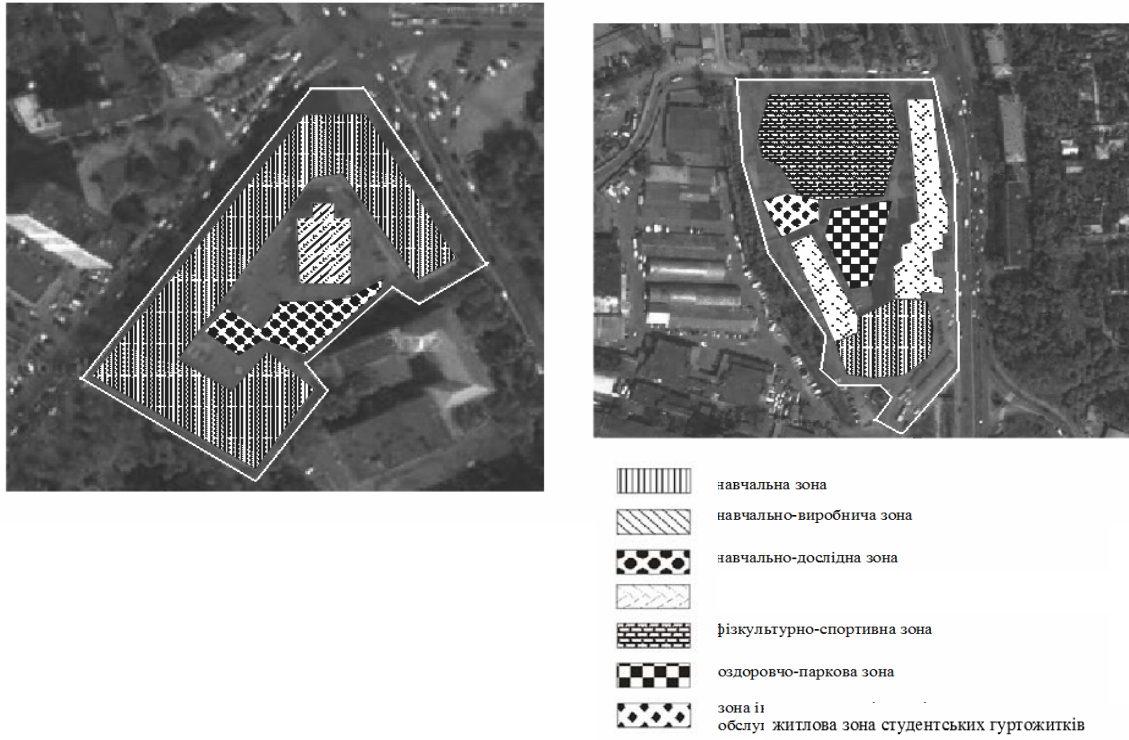 навчальна зона
навчально-виробнича зона
навчально-дослідна зона
фізкультурно-спортивна зона
оздоровчо-паркова зона
зона
житлова зона студентських гуртожитків